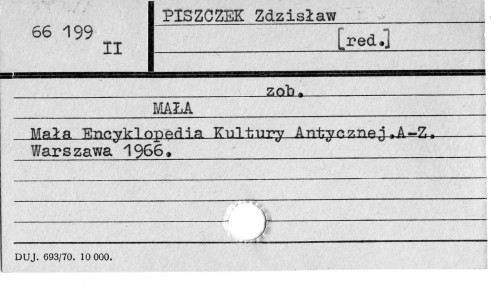 PISZCZEK Zdzisław
66 199
II
[red.]
zob.
MAŁA
Mała Encyklopedia Kultury Antycznej.A-Z.
Warszawa 1966.
DUJ. 693/70. 10 000.